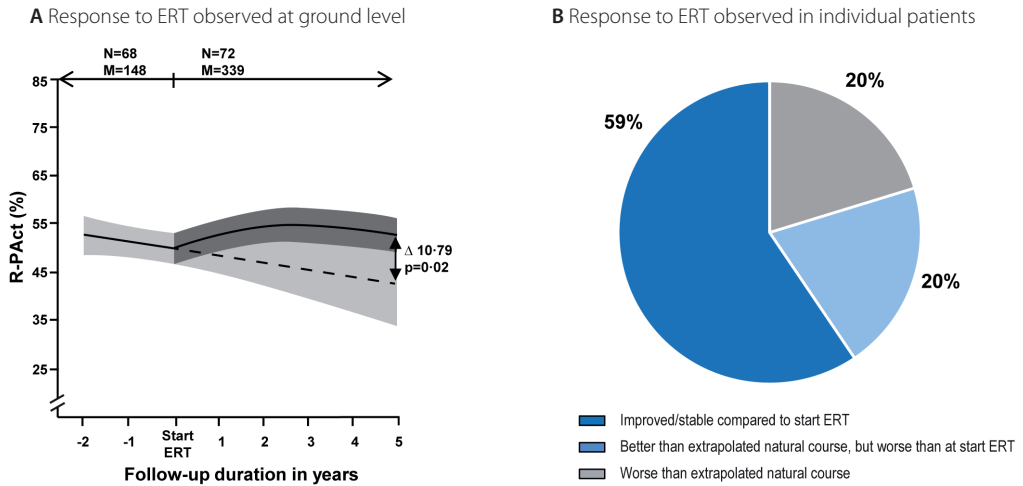 A Response to ERT observed at ground level
N=68
M=148
N=72
M=339
85
75
65
55
45
35
25
R-PAct (%)
Δ 10·79
p=0·02
-2
-1
Start
ERT
1
2
3
4
5
Follow-up duration in years
B Response to ERT observed in individual patients
59%
20%
20%
Improved/stable compared to start ERT
Better than extrapolated natural course, but worse than at start ERT
Worse than extrapolated natural course